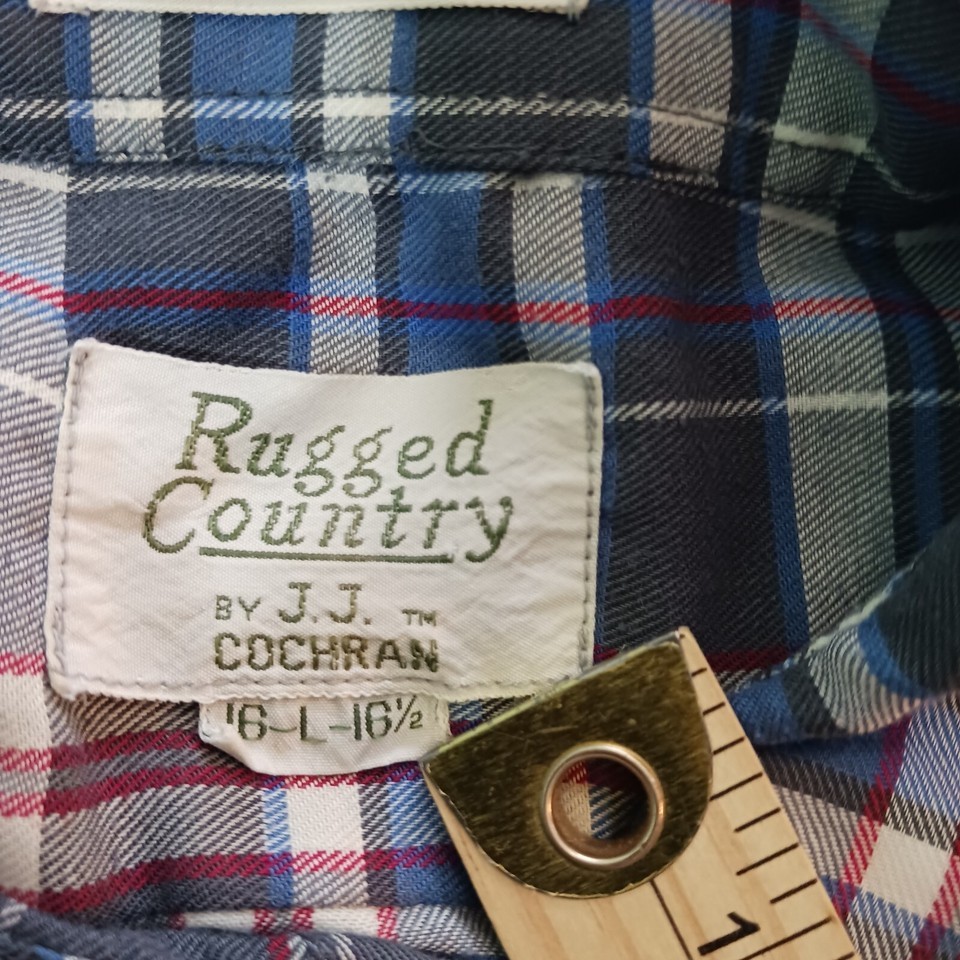 Rugged
Country
BY J.J. ™
COCHRAN
16-L-16½
1